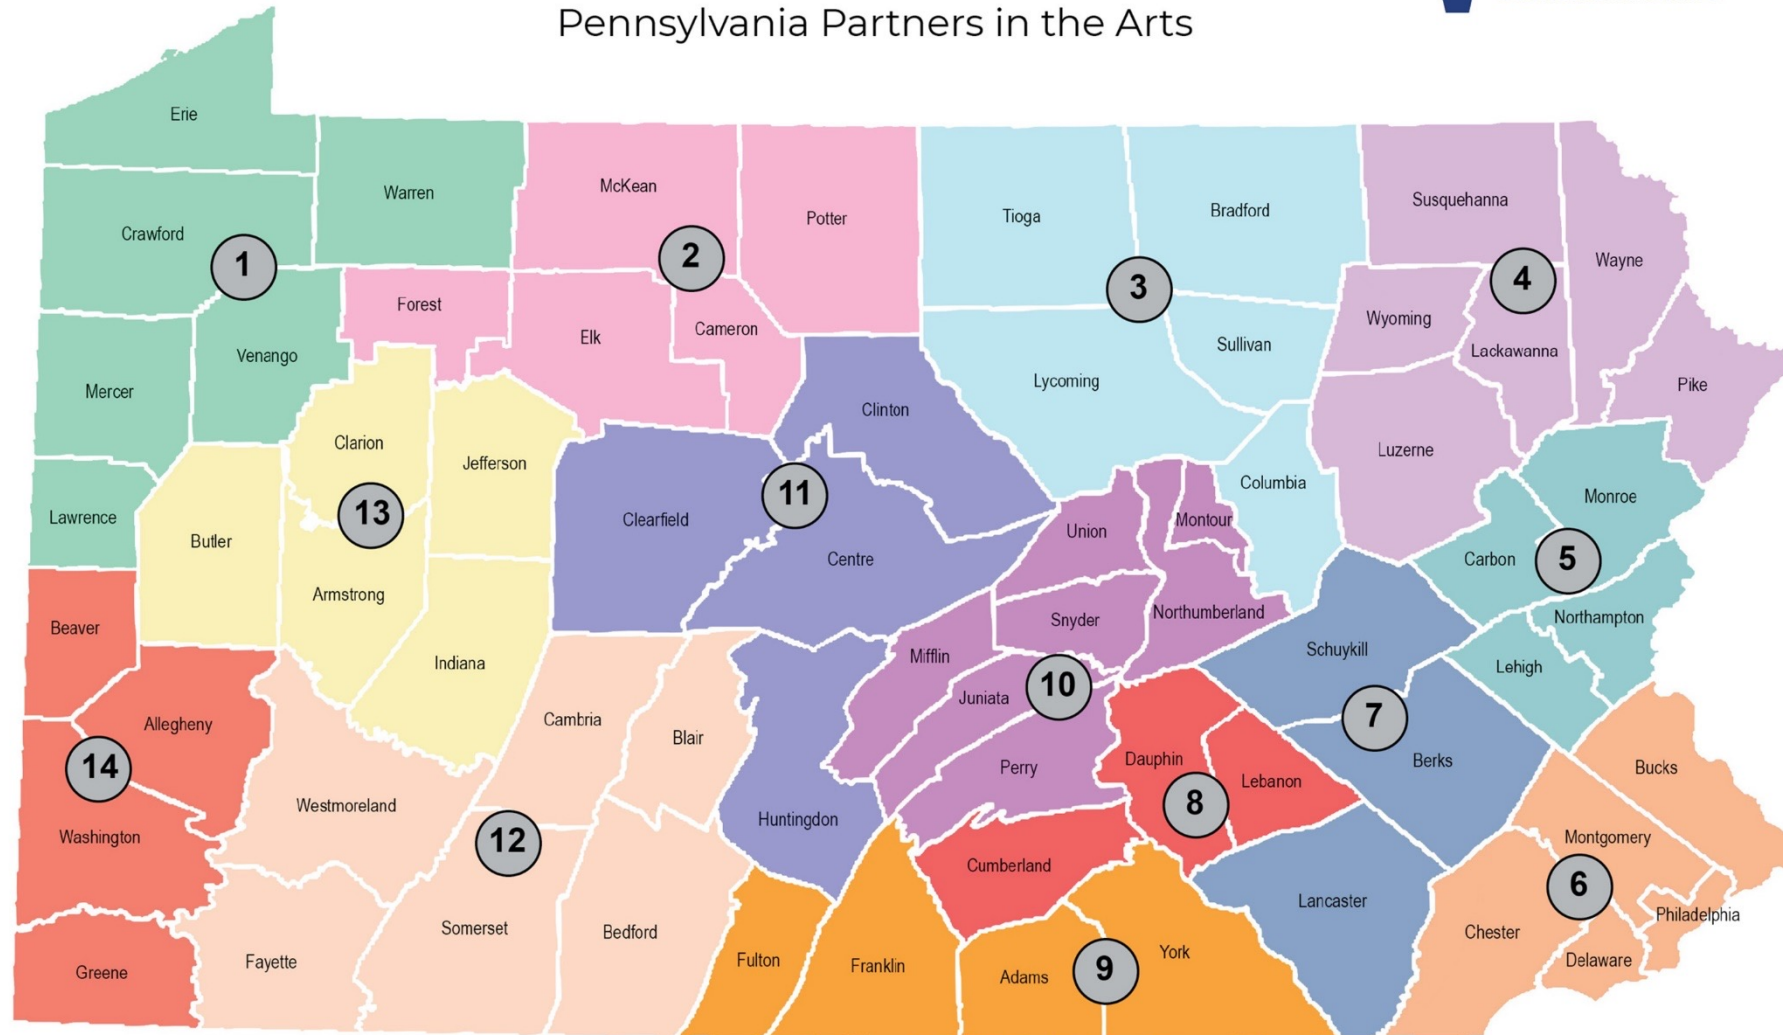 Pennsylvania Partners in the Arts
Erie
Warren
McKean
Potter
Tioga
Bradford
Susquehanna
Wayne
Crawford
1
2
3
4
Forest
Elk
Cameron
Wyoming
Lackawanna
Sullivan
Venango
Mercer
Lycoming
Pike
Clinton
Clarion
Jefferson
Luzerne
Columbia
Monroe
11
13
Lawrence
Butler
Clearfield
Centre
Union
Montour
Carbon
5
Armstrong
Snyder
Northumberland
Northampton
Beaver
Indiana
Mifflin
Schuykill
Lehigh
Juniata
10
7
Allegheny
Cambria
Blair
14
Perry
Dauphin
Lebanon
Berks
Bucks
Westmoreland
8
Huntingdon
Washington
12
Montgomery
Cumberland
6
Lancaster
Philadelphia
Somerset
Bedford
Chester
Greene
Fayette
Fulton
Franklin
Adams
9
York
Delaware